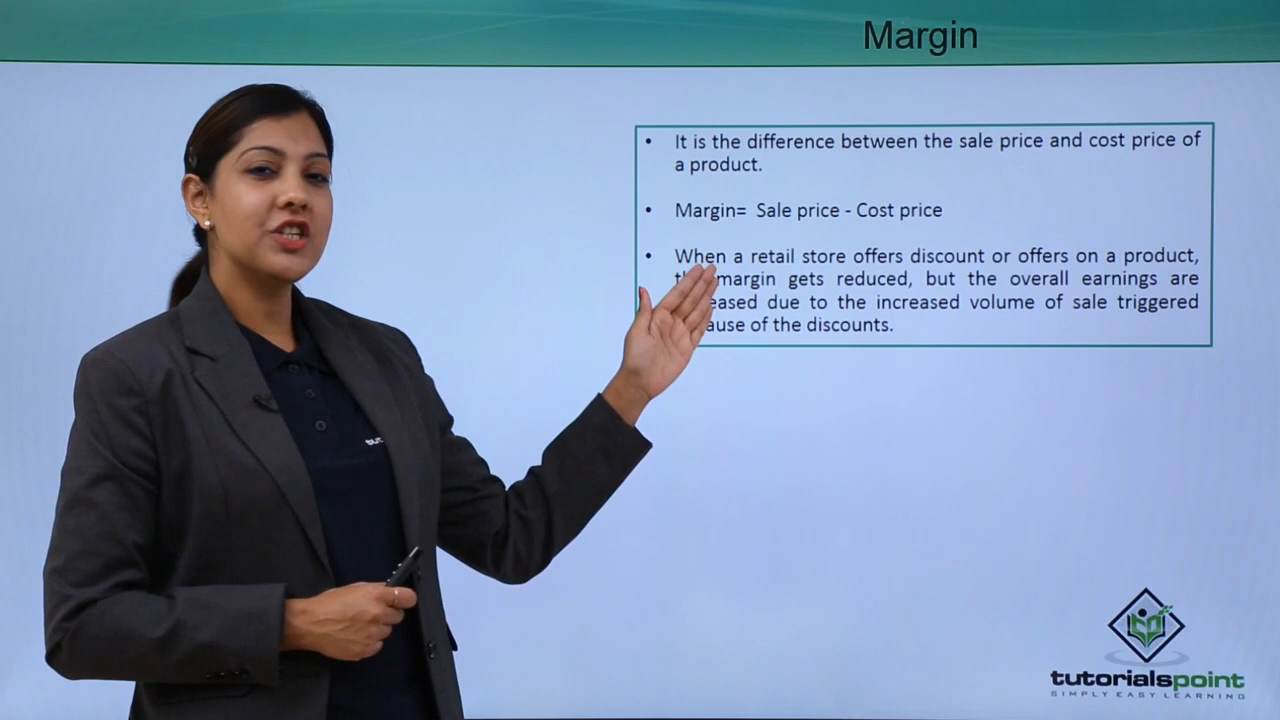 Margin
• It is the difference between the sale price and cost price of
a product.
• Margin= Sale price - Cost price
• When a retail store offers discount or offers on a product,
margin gets reduced, but the overall earnings are
due to the increased volume of sale triggered
of the discounts.
tutorialspoint
SIMPLY EASY LEARNING